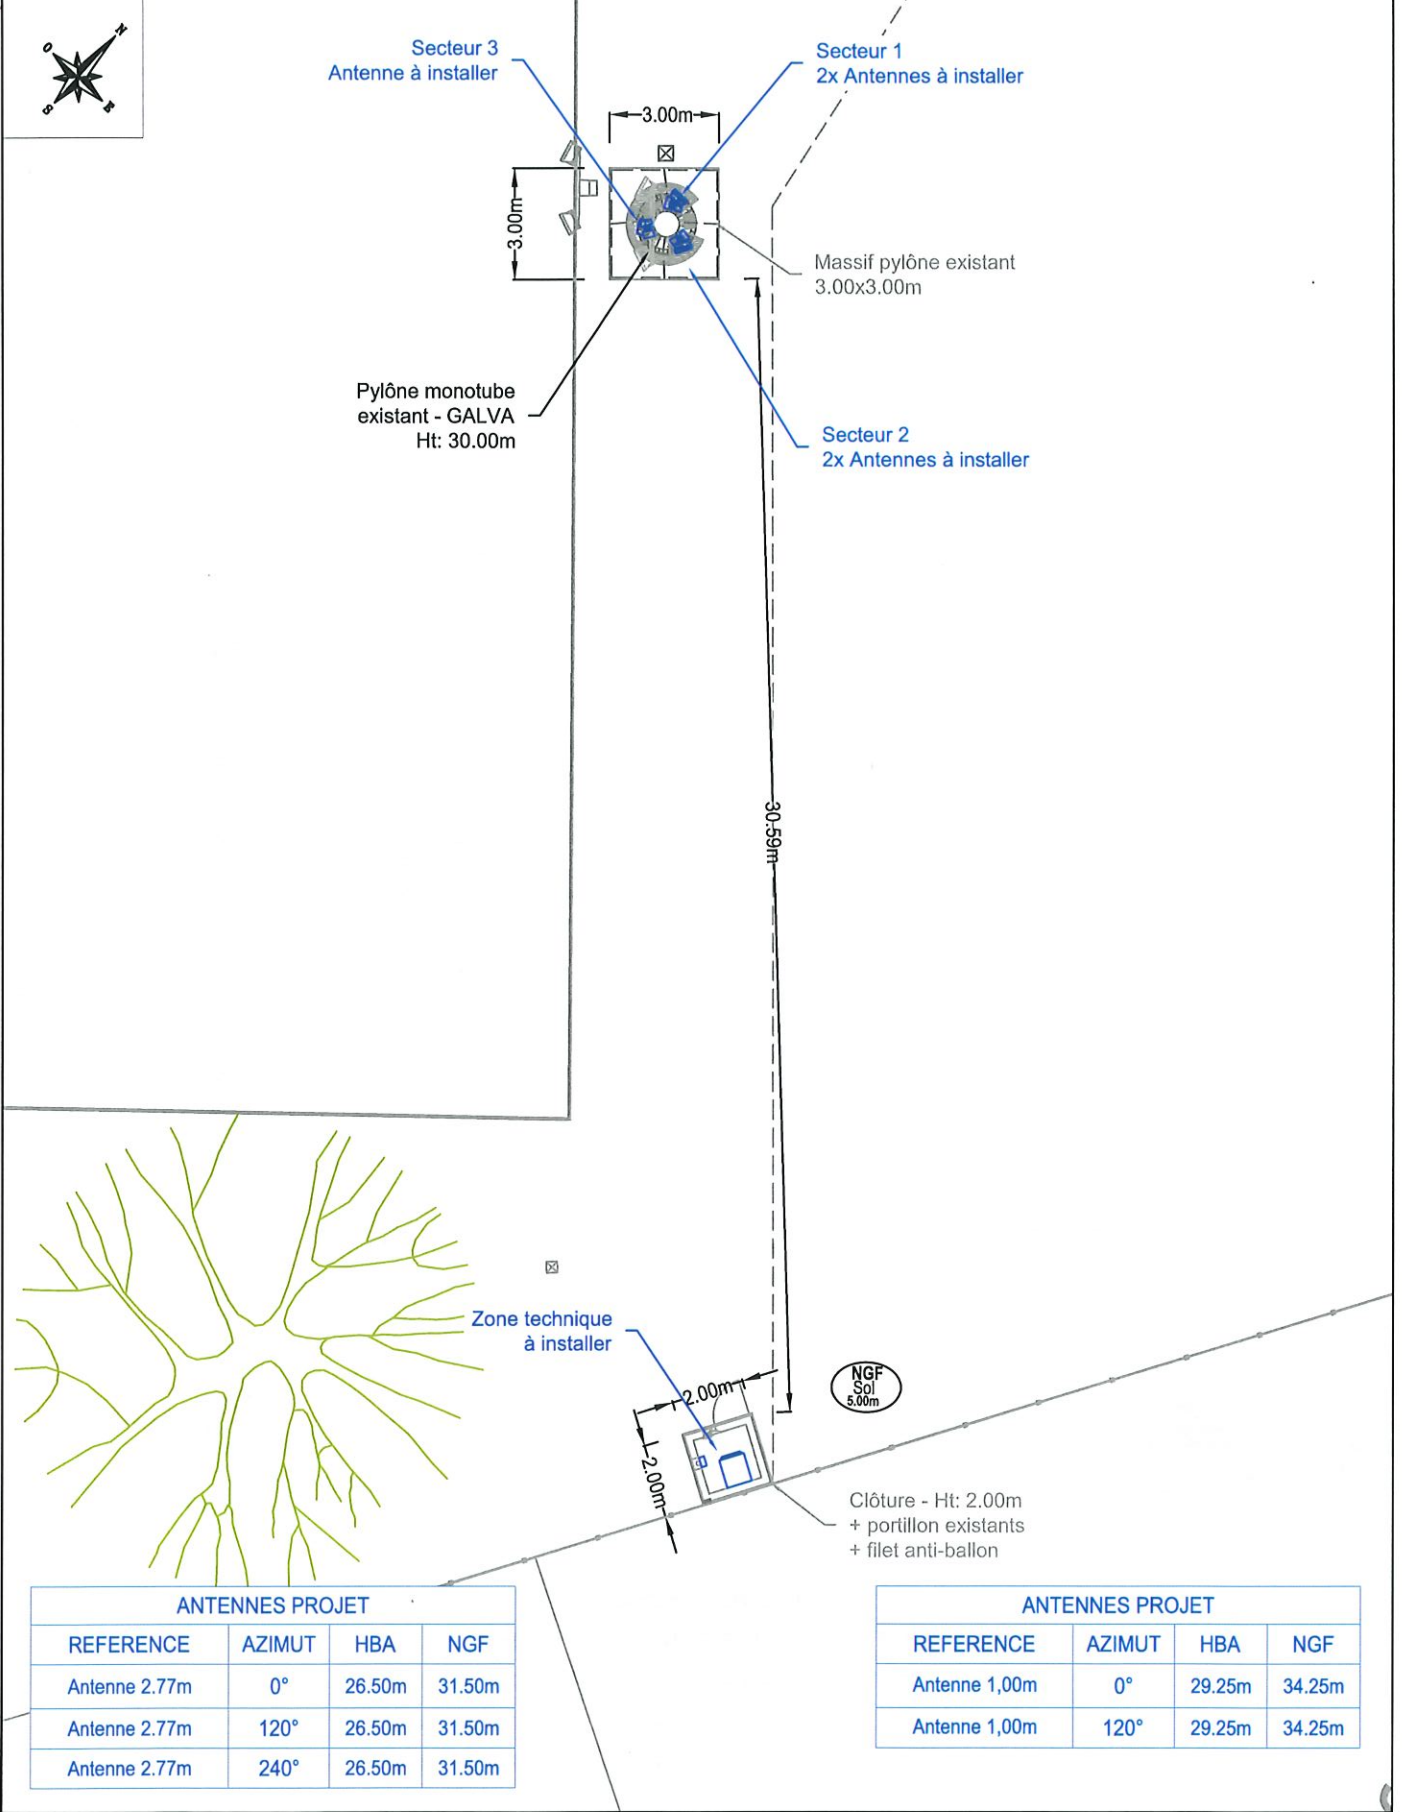 N
O
S
E
Secteur 3
Antenne à installer
Secteur 1
2x Antennes à installer
3.00m
3.00m
Massif pylône existant
3.00x3.00m
Pylône monotube
existant - GALVA
Ht: 30.00m
Secteur 2
2x Antennes à installer
30.59m
Zone technique
à installer
2.00m
2.00m
NGF
Sol
5.00m
Clôture - Ht: 2.00m
+ portillon existants
+ filet anti-ballon
ANTENNES PROJET
REFERENCE AZIMUT HBA NGF
Antenne 2.77m 0° 26.50m 31.50m
Antenne 2.77m 120° 26.50m 31.50m
Antenne 2.77m 240° 26.50m 31.50m
ANTENNES PROJET
REFERENCE AZIMUT HBA NGF
Antenne 1,00m 0° 29.25m 34.25m
Antenne 1,00m 120° 29.25m 34.25m